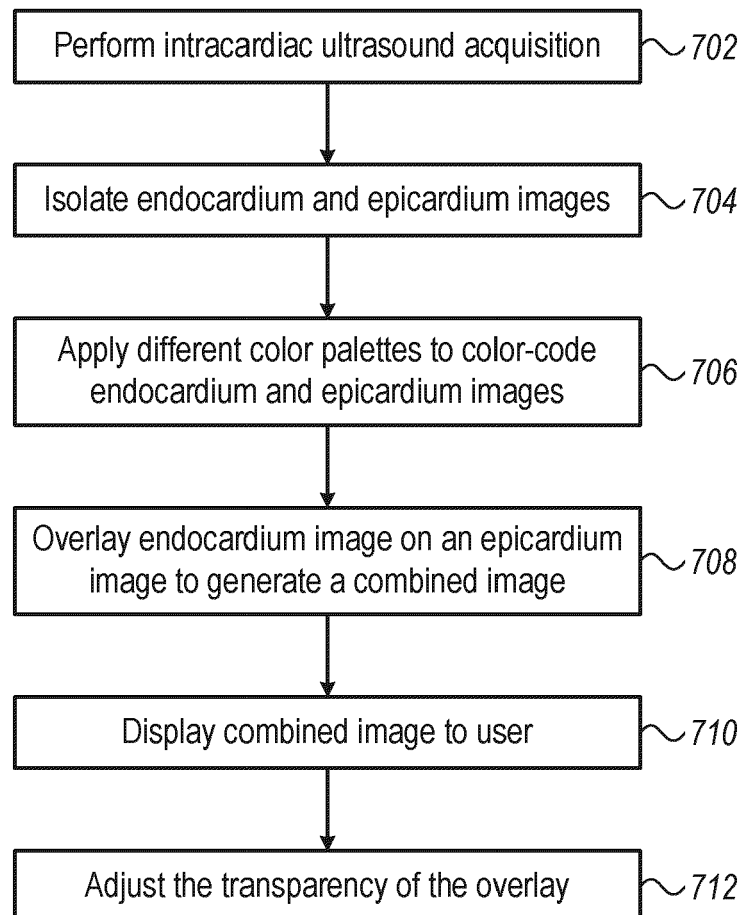 Perform intracardiac ultrasound acquisition 702
Isolate endocardium and epicardium images 704
Apply different color palettes to color-code
endocardium and epicardium images 706
Overlay endocardium image on an epicardium
image to generate a combined image 708
Display combined image to user 710
Adjust the transparency of the overlay 712